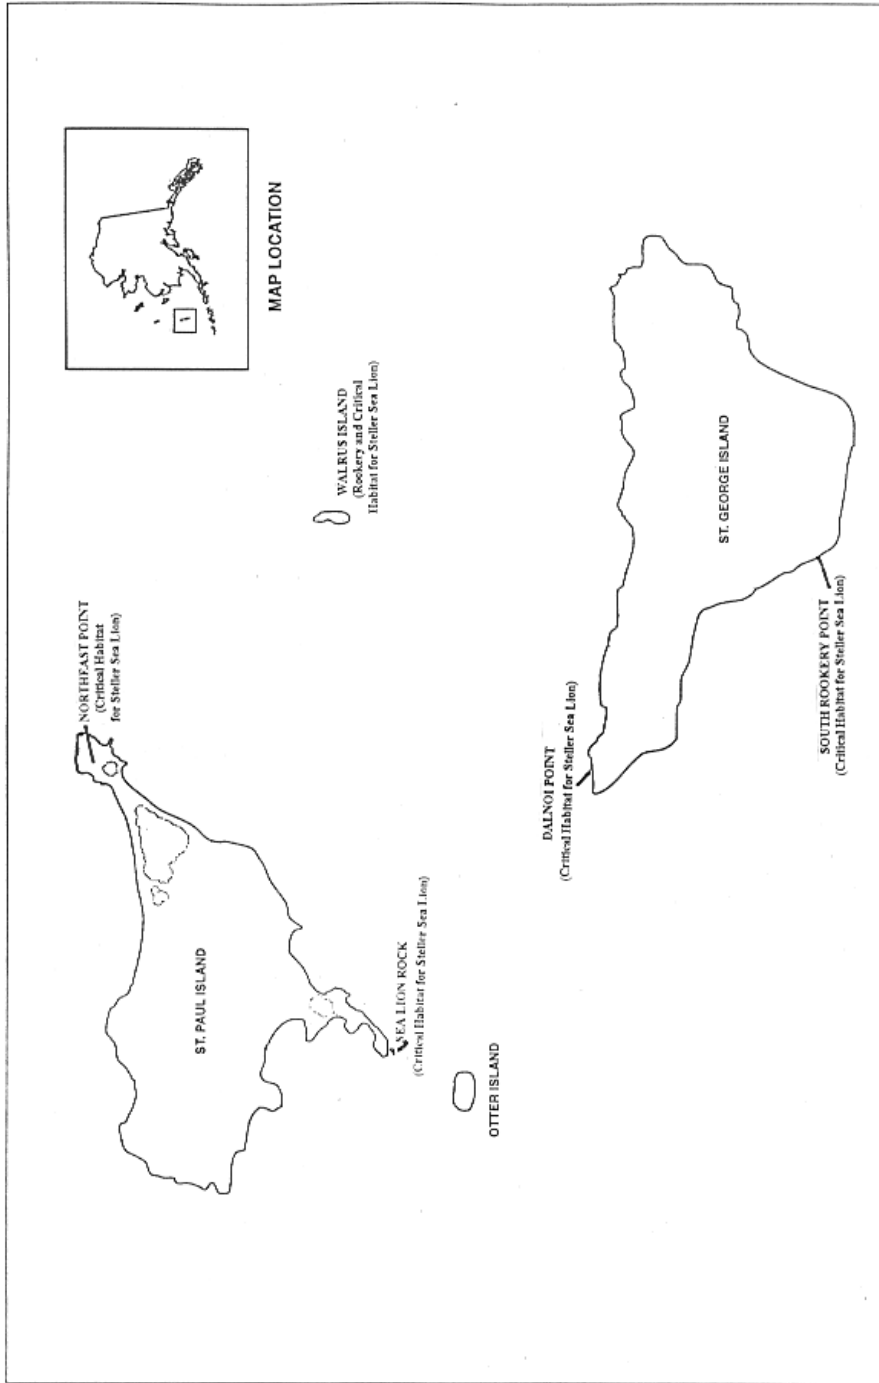 MAP LOCATION
NORTHEAST POINT
(Critical Habitat
for Steller Sea Lion)
WALRUS ISLAND
(Rookery and Critical
Habitat for Steller Sea Lion)
ST. PAUL ISLAND
SEA LION ROCK
(Critical Habitat for Steller Sea Lion)
OTTER ISLAND
DALNOI POINT
(Critical Habitat for Steller Sea Lion)
ST. GEORGE ISLAND
SOUTH ROOKERY POINT
(Critical Habitat for Steller Sea Lion)